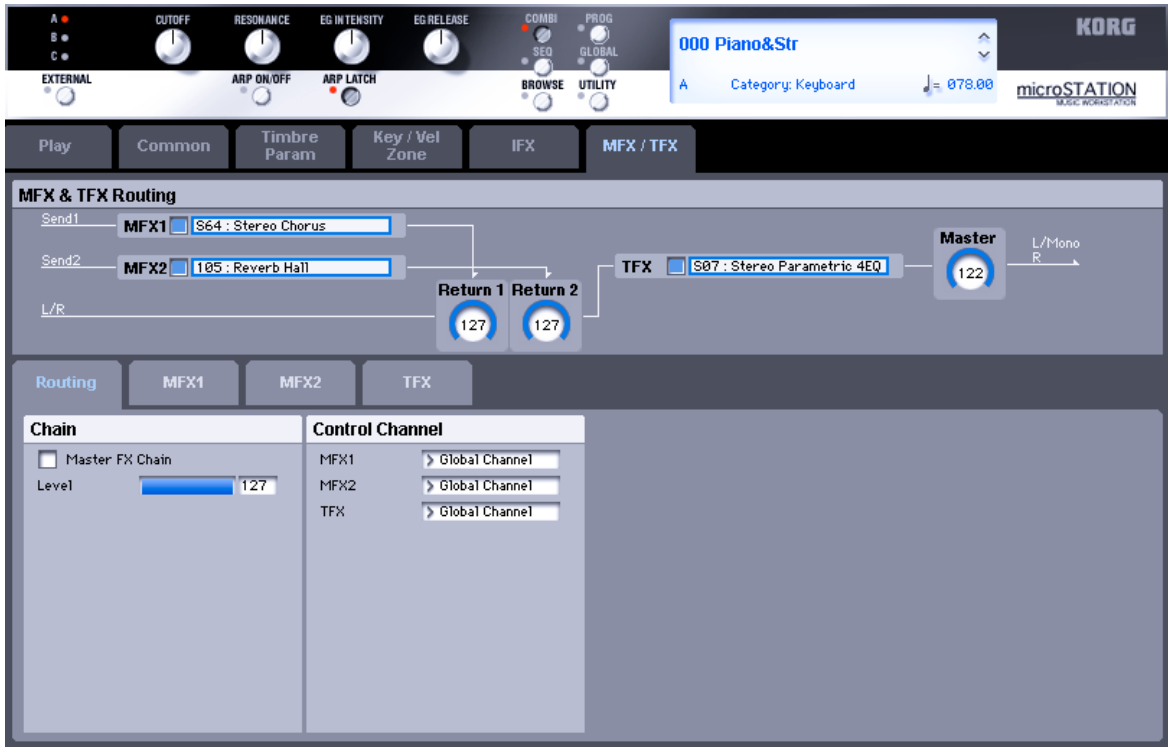 A CUTOFF RESONANCE EG INTENSITY EG RELEASE COMBI PROG KORG
B
C SEQ GLOBAL
000 Piano&Str
EXTERNAL ARP ON/OFF ARP LATCH BROWSE UTILITY
A Category: Keyboard ♩= 078.00
microSTATION
MUSIC WORKSTATION
Play Common Timbre Param Key / Vel Zone IFX MFX / TFX
MFX & TFX Routing
Send1
MFX1 S64 : Stereo Chorus
Send2
MFX2 105 : Reverb Hall
L/R
Return 1 Return 2
127 127
TFX S07 : Stereo Parametric 4EQ
Master
122
L/Mono
R
Routing MFX1 MFX2 TFX
Chain
Master FX Chain
Level 127
Control Channel
MFX1 > Global Channel
MFX2 > Global Channel
TFX > Global Channel